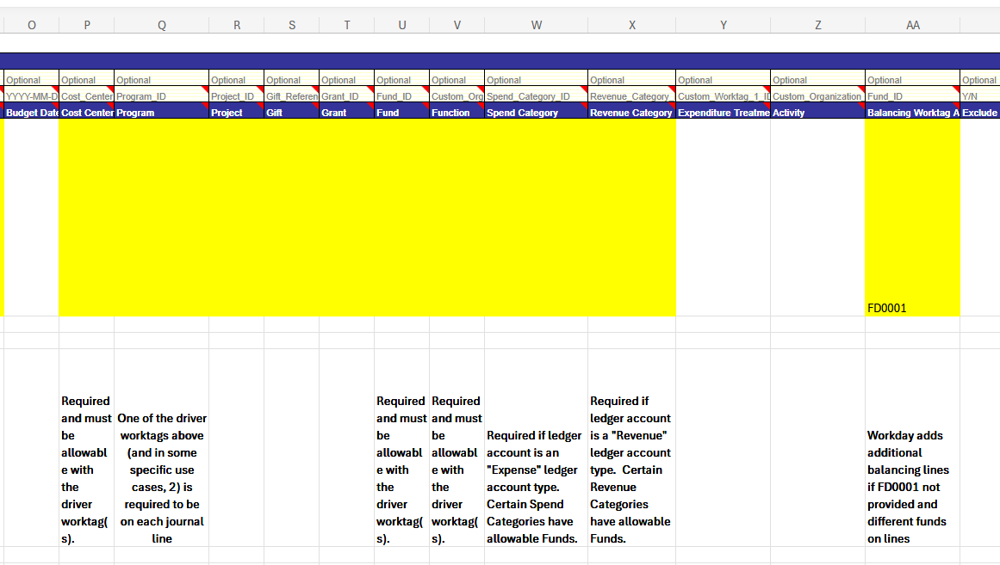 O P Q R S T U V W X Y Z AA
Optional Optional Optional Optional Optional Optional Optional Optional Optional Optional Optional Optional Optional Optional
YYYY-MM-D Cost_Center Program_ID Project_ID Gift_Referen Grant_ID Fund_ID Custom_Org Spend_Category_ID Revenue_Category_ Custom_Worktag_1_ID Custom_Organization_ Fund_ID Y/N
Budget Date Cost Center Program Project Gift Grant Fund Function Spend Category Revenue Category Expenditure Treatme Activity Balancing Worktag A Exclude
FD0001
Required
and must
be
allowabl
e with
the
driver
worktag(
s).
One of the driver
worktags above
(and in some
specific use
cases, 2) is
required to be
on each journal
line
Required
and must
be
allowabl
e with
the
driver
worktag(
s).
Required
and must
be
allowabl
e with
the
driver
worktag(
s).
Required if ledger
account is an
"Expense" ledger
account type.
Certain Spend
Categories have
allowable Funds.
Required if
ledger account
is a "Revenue"
ledger account
type. Certain
Revenue
Categories
have allowable
Funds.
Workday adds
additional
balancing lines
if FD0001 not
provided and
different funds
on lines